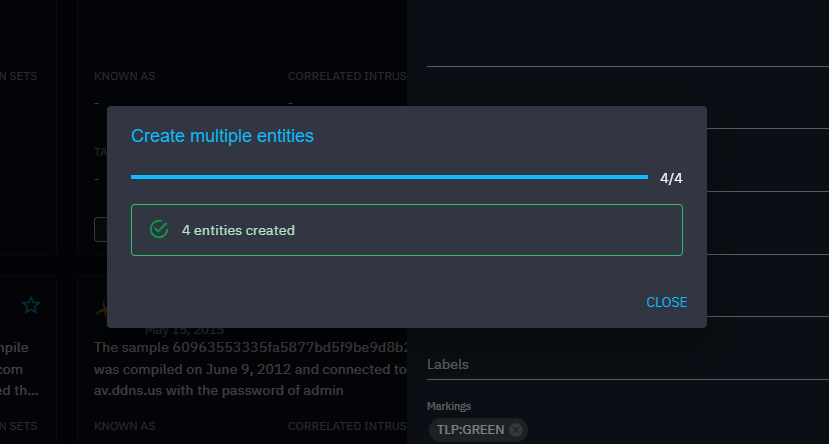 N SETS
KNOWN AS
CORRELATED INTRUS
-
-
Create multiple entities
4/4
TA
-
4 entities created
CLOSE
May 15, 2015
mpile
The sample 60963553335fa5877bd5f9be9d8b2
com
was compiled on June 9, 2012 and connected to
ed th...
av.ddns.us with the password of admin
Labels
Markings
N SETS
KNOWN AS
CORRELATED INTRUS
TLP:GREEN